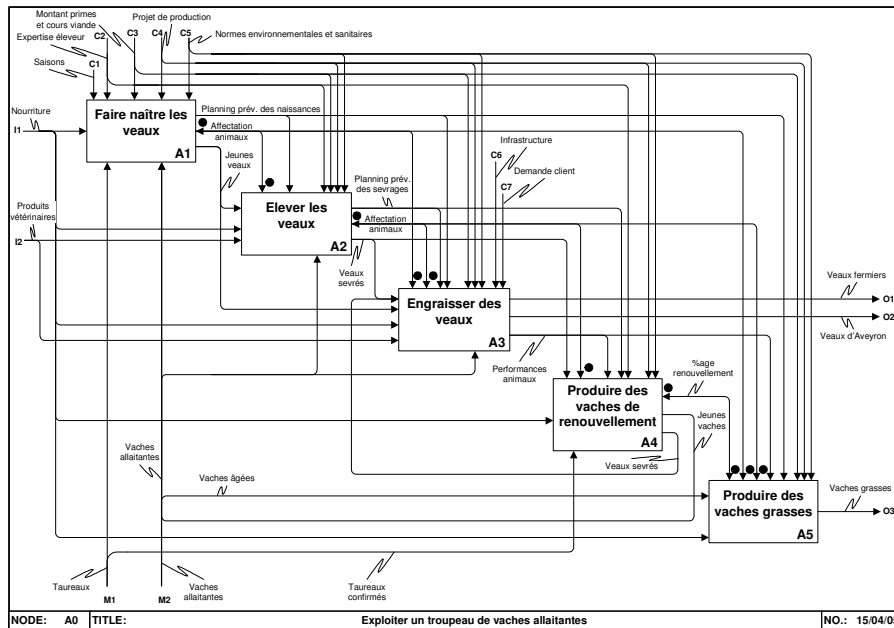 Montant primes
et cours viande
Expertise éleveur
Saisons
C1
C2
C3
C4
C5
Projet de production
Normes environnementales et sanitaires
Nourriture
I1
Faire naître les
veaux
A1
Planning prév. des naissances
Affectation
animaux
Jeunes
veaux
Infrastructure
C6
C7
Demande client
Produits
vétérinaires
I2
Elever les
veaux
A2
Planning prév.
des sevrages
Affectation
animaux
Veaux
sevrés
Engraisser des
veaux
A3
Veaux fermiers
O1
O2
Veaux d'Aveyron
Performances
animaux
Produire des
vaches de
renouvellement
A4
%age
renouvellement
Jeunes
vaches
Veaux sevrés
Vaches
allaitantes
Vaches âgées
Produire des
vaches grasses
A5
Vaches grasses
O3
Taureaux
M1
M2
Vaches
allaitantes
Taureaux
confirmés
NODE: A0 TITLE: Exploiter un troupeau de vaches allaitantes NO.: 15/04/0